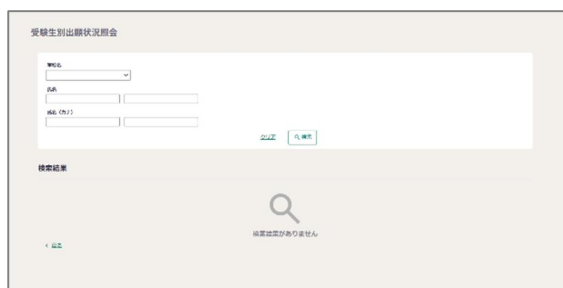 受験生別出願状況照会
学校名
氏名
氏名（カナ）
クリア 検索
検索結果
検索結果がありません
戻る